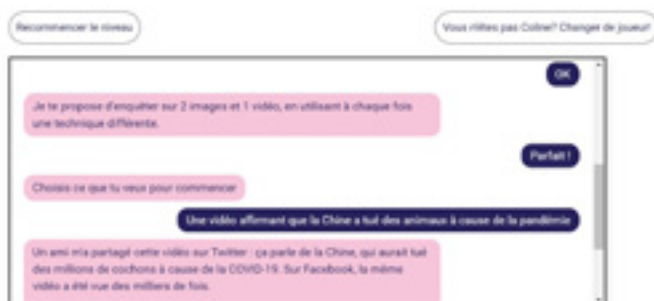 Recommencer le niveau
Vous n'êtes pas Coline? Changer de joueur!
OK
Je te propose d'enquêter sur 2 images et 1 vidéo, en utilisant à chaque fois
une technique différente.
Parfait !
Choisis ce que tu veux pour commencer
Une vidéo affirmant que la Chine a tué des animaux à cause de la pandémie
Un ami m'a partagé cette vidéo sur Twitter : ça parle de la Chine, qui aurait tué
des millions de cochons à cause de la COVID-19. Sur Facebook, la même
vidéo a été vue des milliers de fois.